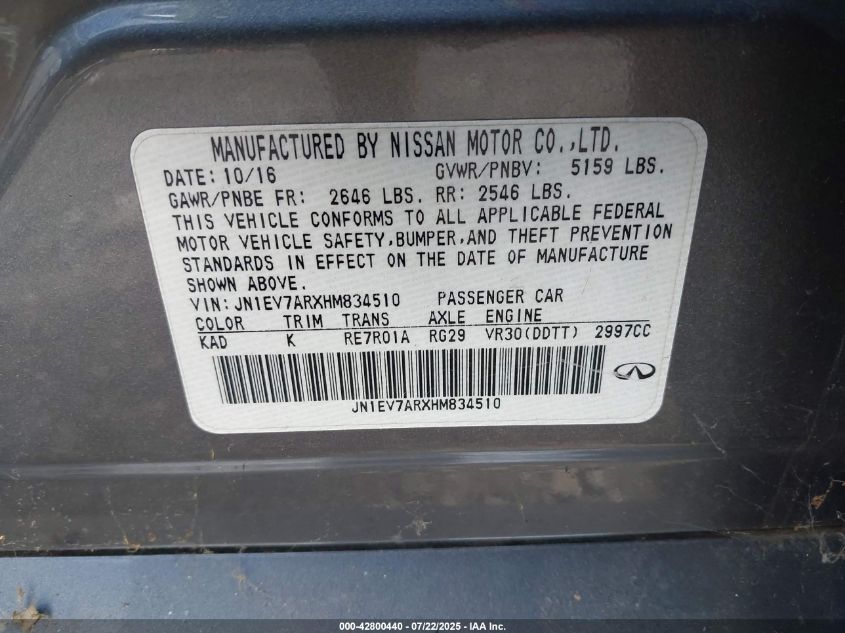 MANUFACTURED BY NISSAN MOTOR CO.,LTD.
DATE: 10/16 GVWR/PNBV: 5159 LBS.
GAWR/PNBE FR: 2646 LBS. RR: 2546 LBS.
THIS VEHICLE CONFORMS TO ALL APPLICABLE FEDERAL
MOTOR VEHICLE SAFETY,BUMPER,AND THEFT PREVENTION
STANDARDS IN EFFECT ON THE DATE OF MANUFACTURE
SHOWN ABOVE.
VIN: JN1EV7ARXHM834510 PASSENGER CAR
COLOR TRIM TRANS AXLE ENGINE
KAD K RE7R01A RG29 VR30(DDTT) 2997CC
JN1EV7ARXHM834510
000-42800440 - 07/22/2025 - IAA Inc.